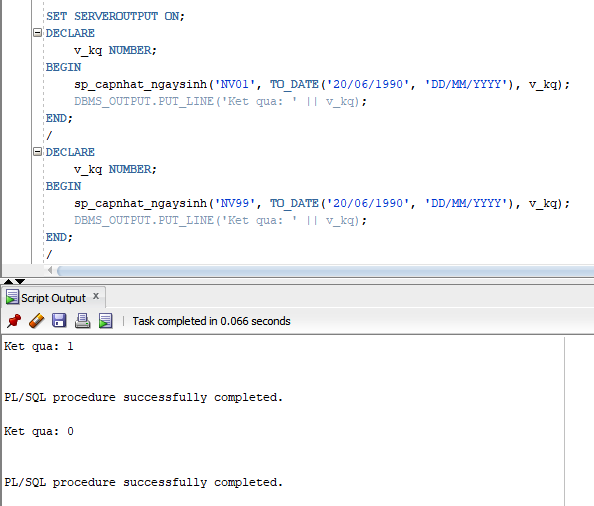 SET SERVEROUTPUT ON;
DECLARE
    v_kq NUMBER;
BEGIN
    sp_capnhat_ngaysinh('NV01', TO_DATE('20/06/1990', 'DD/MM/YYYY'), v_kq);
    DBMS_OUTPUT.PUT_LINE('Ket qua: ' || v_kq);
END;
/
DECLARE
    v_kq NUMBER;
BEGIN
    sp_capnhat_ngaysinh('NV99', TO_DATE('20/06/1990', 'DD/MM/YYYY'), v_kq);
    DBMS_OUTPUT.PUT_LINE('Ket qua: ' || v_kq);
END;
/
Script Output x
Task completed in 0.066 seconds
Ket qua: 1
PL/SQL procedure successfully completed.
Ket qua: 0
PL/SQL procedure successfully completed.